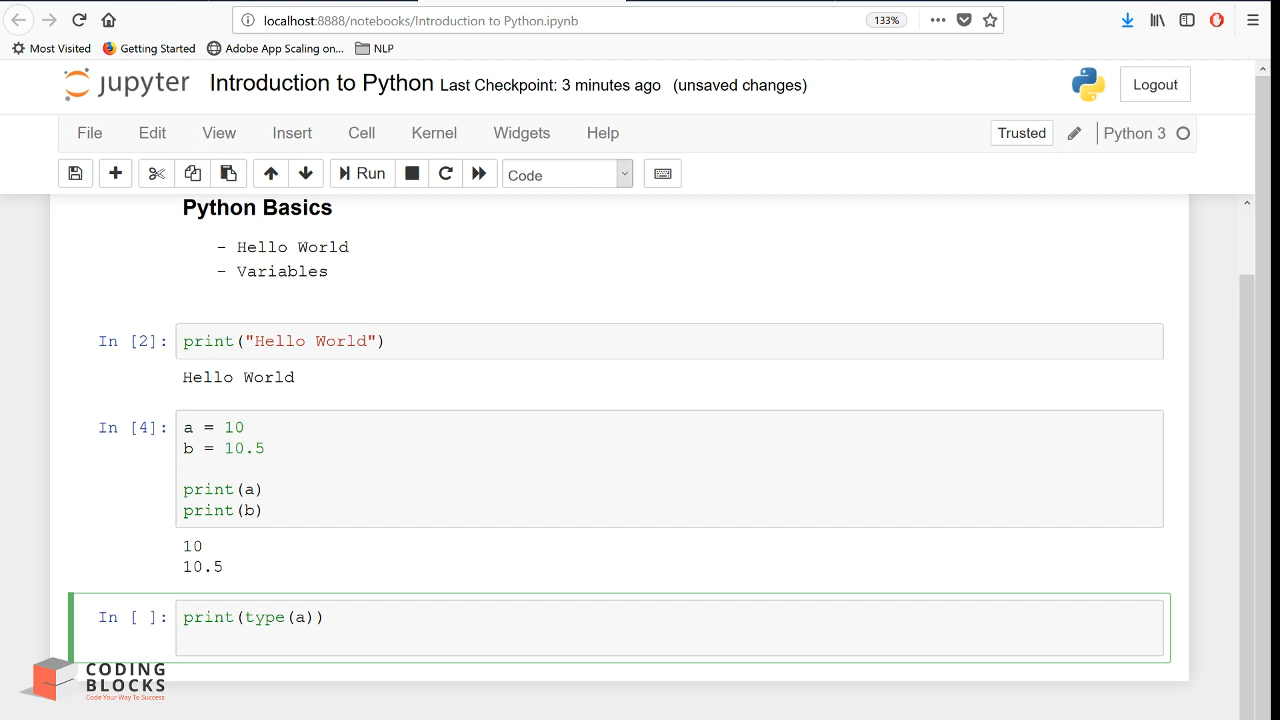 localhost:8888/notebooks/Introduction to Python.ipynb 133%
Most Visited Getting Started Adobe App Scaling on... NLP
jupyter Introduction to Python Last Checkpoint: 3 minutes ago (unsaved changes) Logout
File Edit View Insert Cell Kernel Widgets Help Trusted Python 3
Run Code
Python Basics
- Hello World
- Variables
In [2]: print("Hello World")
Hello World
In [4]: a = 10
b = 10.5
print(a)
print(b)
10
10.5
In [ ]: print(type(a))
CODING
BLOCKS
Code Your Way To Success